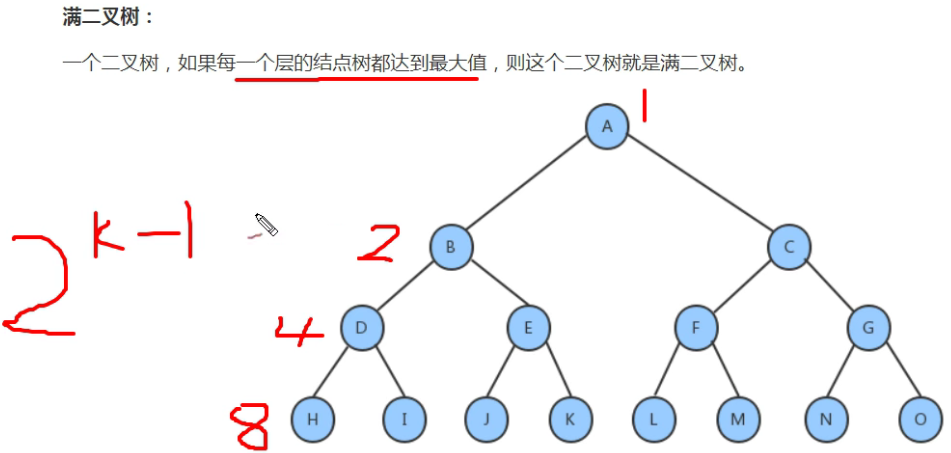 满二叉树：
一个二叉树，如果每一个层的结点树都达到最大值，则这个二叉树就是满二叉树。
A 1
2^k-1
2 B C
4 D E F G
8 H I J K L M N O